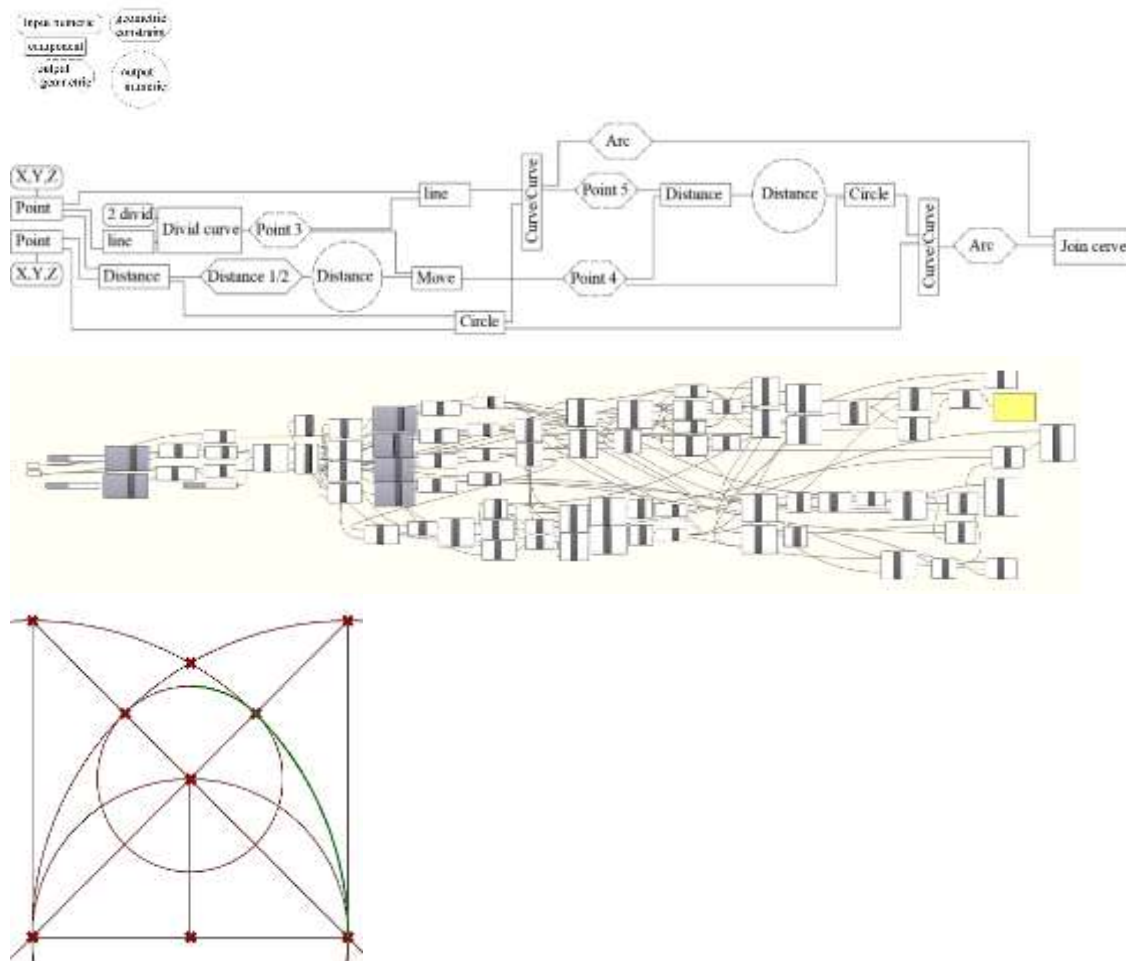 Input numeric
geometric
constrain
component
output
geometric
output
numeric
Arc
X,Y,Z
Point
2 divid
line
Divid curve
Point 3
line
Curve/Curve
Point 5
Distance
Distance
Circle
Point
X,Y,Z
Distance
Distance 1/2
Distance
Move
Point 4
Circle
Curve/Curve
Arc
Join cerve